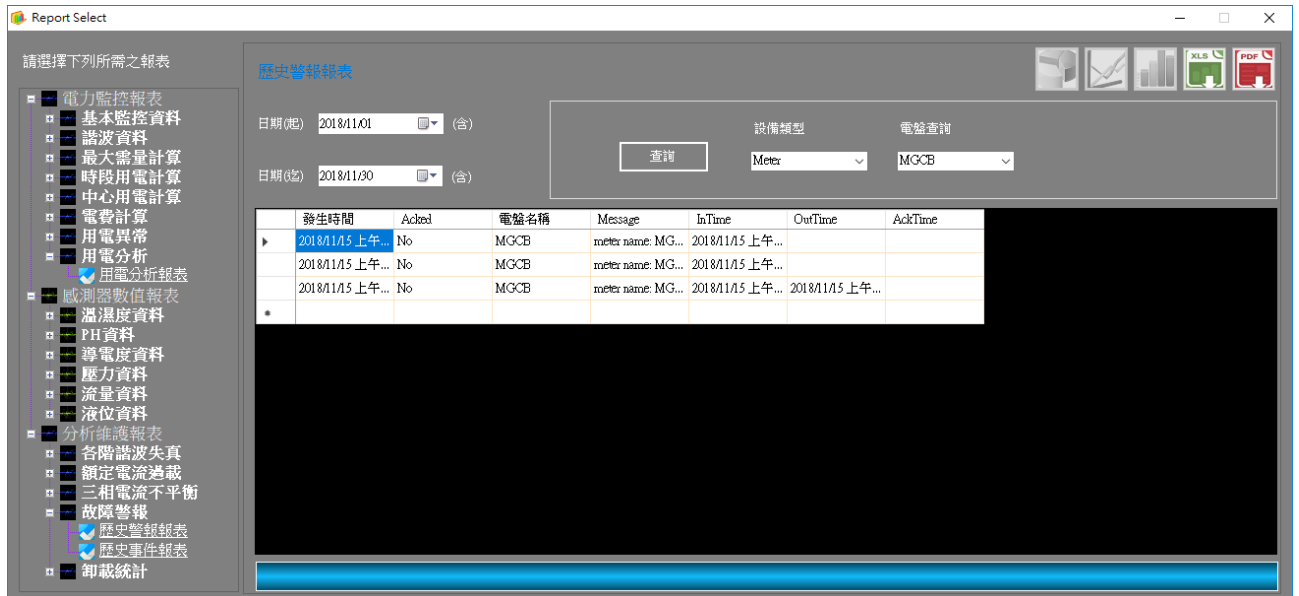 Report Select
請選擇下列所需之報表
電力監控報表
基本監控資料
諧波資料
最大需量計算
時段用電計算
中心用電計算
電費計算
用電異常
用電分析
用電分析報表
感測器數值報表
溫濕度資料
PH資料
導電度資料
壓力資料
流量資料
液位資料
分析維護報表
各階諧波失真
額定電流過載
三相電流不平衡
故障警報
歷史警報報表
歷史事件報表
卸載統計
歷史警報報表
XLS PDF
日期(起) 2018/11/01 (含)
日期(迄) 2018/11/30 (含)
查詢
設備類型 電盤查詢
Meter MGCB
發生時間 Acked 電盤名稱 Message InTime OutTime AckTime
2018/11/15 上午... No MGCB meter name: MG... 2018/11/15 上午...
2018/11/15 上午... No MGCB meter name: MG... 2018/11/15 上午...
2018/11/15 上午... No MGCB meter name: MG... 2018/11/15 上午... 2018/11/15 上午...